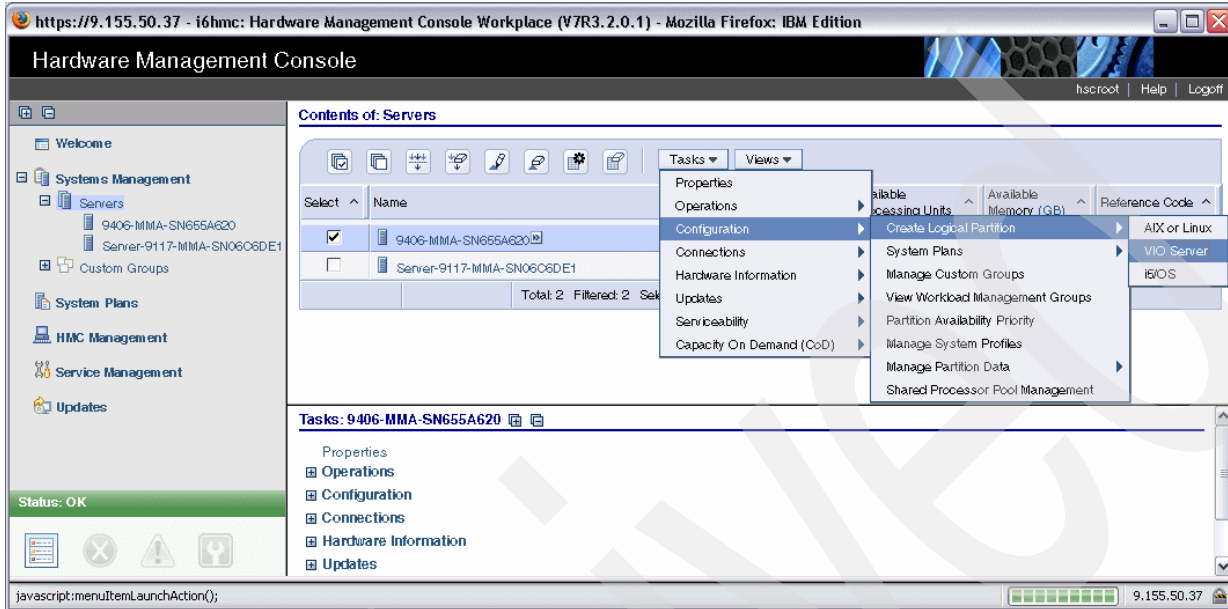 https://9.155.50.37 - i6hmc: Hardware Management Console Workplace (V7R3.2.0.1) - Mozilla Firefox: IBM Edition
Hardware Management Console
hscroot | Help | Logoff
Welcome
Systems Management
Servers
9406-MMA-SN655A620
Server-9117-MMA-SN06C6DE1
Custom Groups
System Plans
HMC Management
Service Management
Updates
Status: OK
Contents of: Servers
Tasks
Views
Select ^ Name
Available
^ Available
^ Reference Code ^
Memory (GB)
9406-MMA-SN655A620
Server-9117-MMA-SN06C6DE1
Total: 2 Filtered: 2
Properties
Operations
Configuration
Connections
Hardware Information
Updates
Serviceability
Capacity On Demand (CoD)
Create Logical Partition
System Plans
Manage Custom Groups
View Workload Management Groups
Partition Availability Priority
Manage System Profiles
Manage Partition Data
Shared Processor Pool Management
AIX or Linux
VIO Server
i5/OS
Tasks: 9406-MMA-SN655A620
Properties
Operations
Configuration
Connections
Hardware Information
Updates
javascript:menuItemLaunchAction();
9.155.50.37